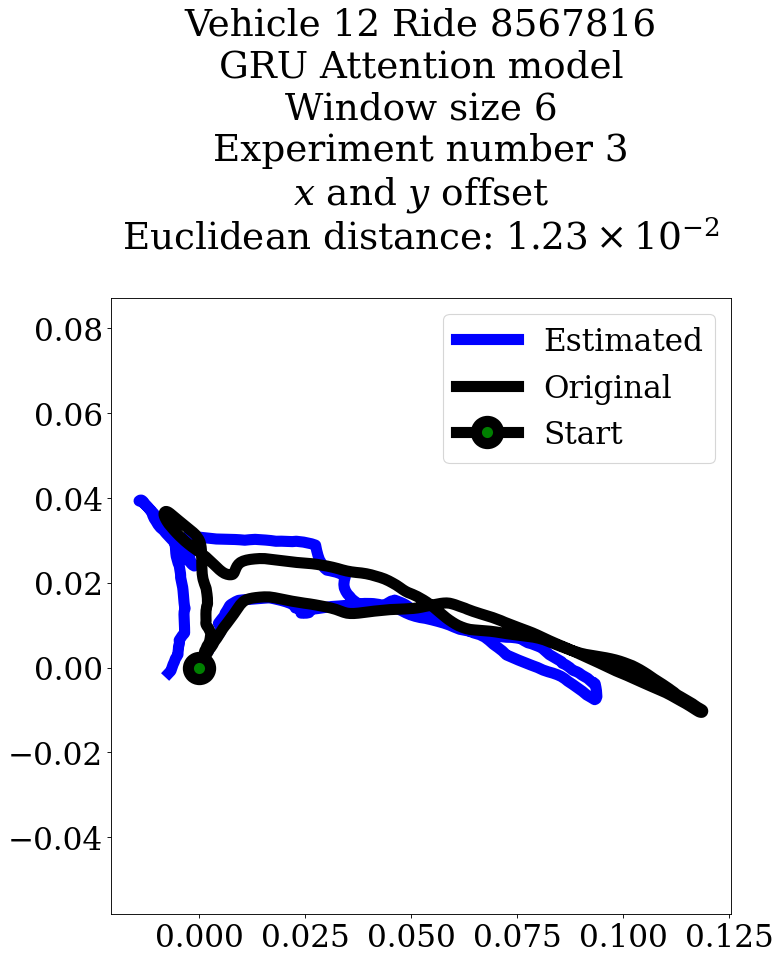 Vehicle 12 Ride 8567816
GRU Attention model
Window size 6
Experiment number 3
x and y offset
Euclidean distance: 1.23 × 10⁻²
Estimated
Original
Start
0.08
0.06
0.04
0.02
0.00
−0.02
−0.04
0.000 0.025 0.050 0.075 0.100 0.125